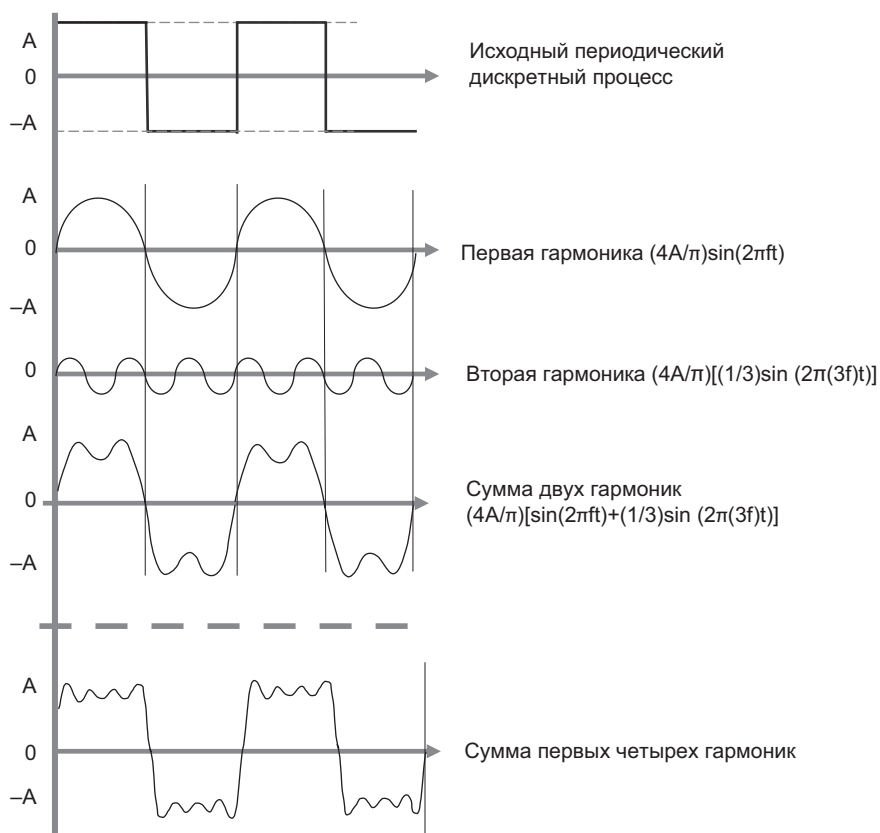 A
0
–A
Исходный периодический
дискретный процесс
A
0
–A
Первая гармоника (4A/π)sin(2πft)
0
Вторая гармоника (4A/π)[(1/3)sin (2π(3f)t)]
A
0
–A
Сумма двух гармоник
(4A/π)[sin(2πft)+(1/3)sin (2π(3f)t)]
A
0
–A
Сумма первых четырех гармоник